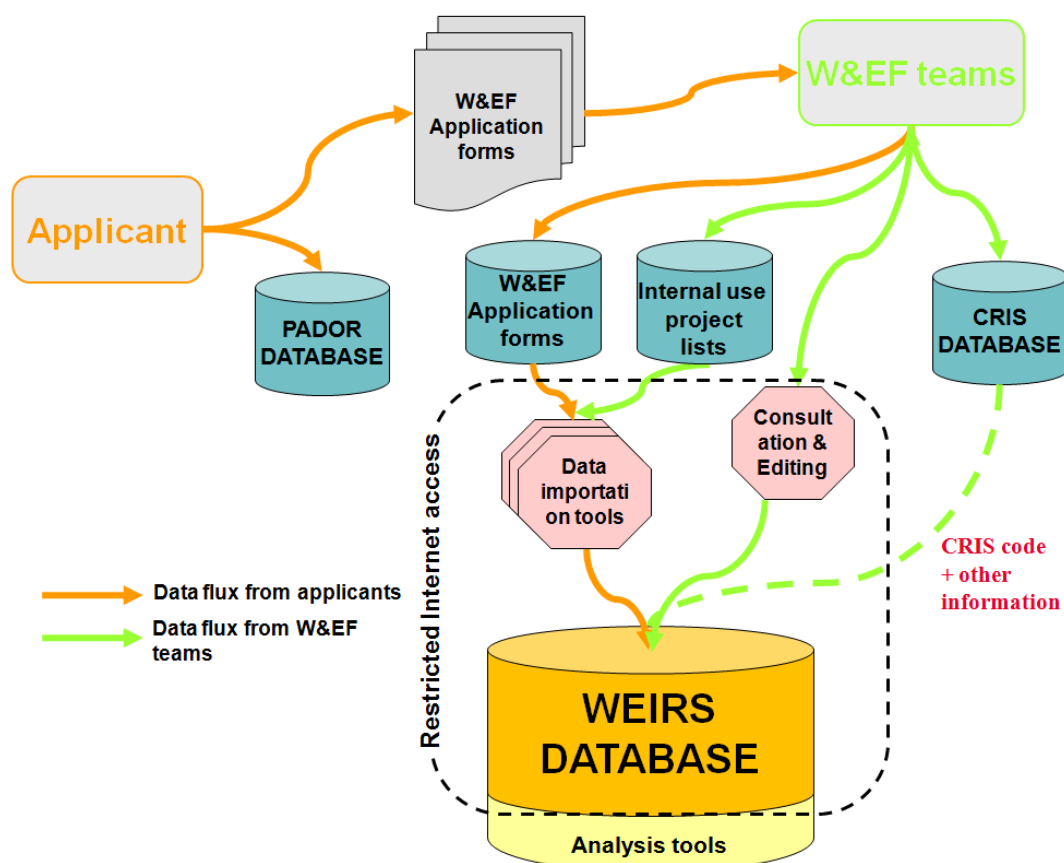 W&EF teams
W&EF
Application
forms
Applicant
PADOR
DATABASE
W&EF
Application
forms
Internal use
project
lists
CRIS
DATABASE
Restricted Internet access
Consult
ation &
Editing
Data
importati
on tools
CRIS code
+ other
information
Data flux from applicants
Data flux from W&EF
teams
WEIRS
DATABASE
Analysis tools